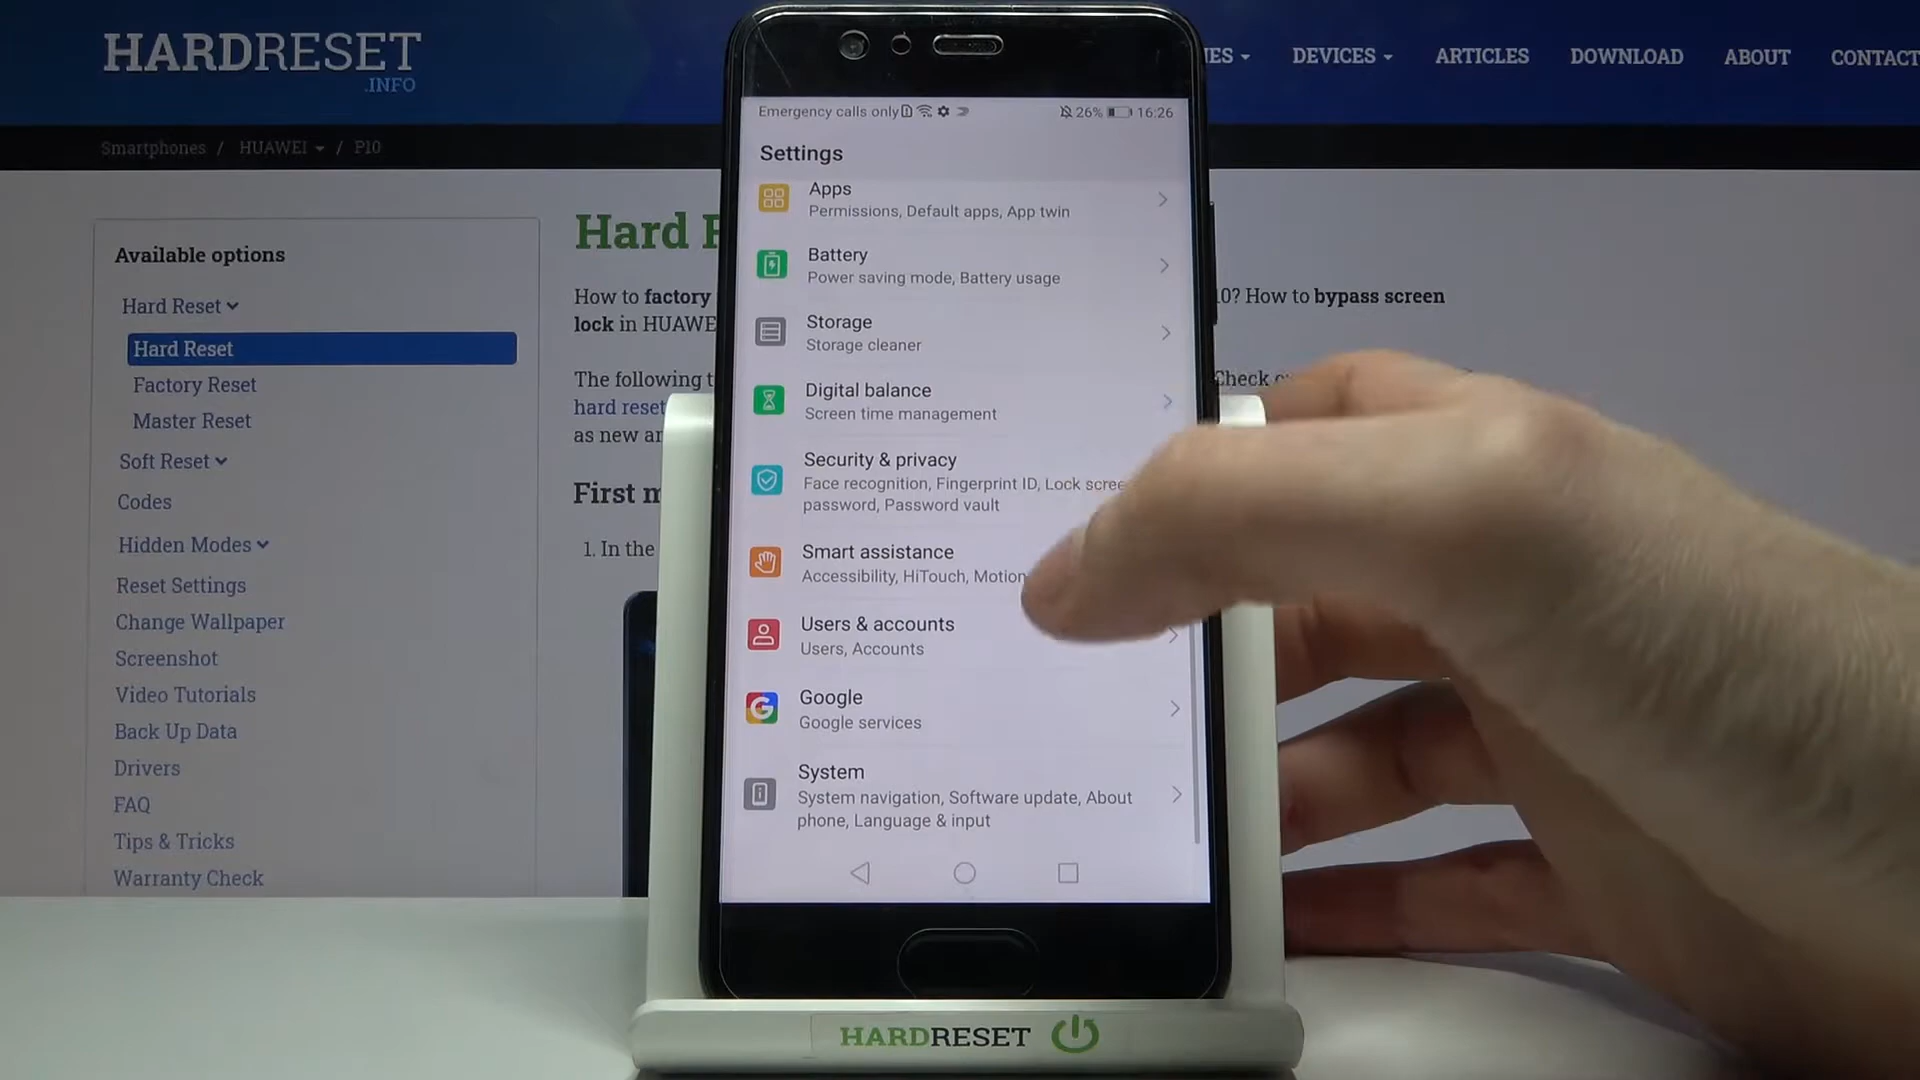 HARDRESET
.INFO
IES
DEVICES
ARTICLES
DOWNLOAD
ABOUT
CONTACT
Smartphones / HUAWEI / P10
Available options
Hard Reset
Hard Reset
Factory Reset
Master Reset
Soft Reset
Codes
Hidden Modes
Reset Settings
Change Wallpaper
Screenshot
Video Tutorials
Back Up Data
Drivers
FAQ
Tips & Tricks
Warranty Check
Hard
How to factory
lock in HUAWE
10? How to bypass screen
The following t
Check
hard reset
as new an
First m
1. In the
Emergency calls only
26% 16:26
Settings
Apps
Permissions, Default apps, App twin
Battery
Power saving mode, Battery usage
Storage
Storage cleaner
Digital balance
Screen time management
Security & privacy
Face recognition, Fingerprint ID, Lock scree
password, Password vault
Smart assistance
Accessibility, HiTouch, Motion
Users & accounts
Users, Accounts
Google
Google services
System
System navigation, Software update, About
phone, Language & input
HARDRESET